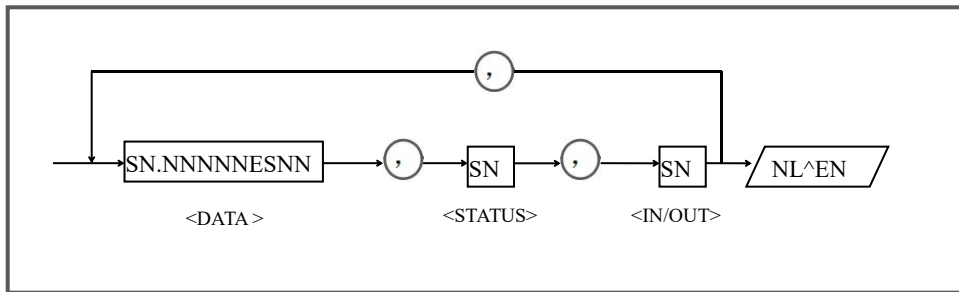 ,
SN.NNNNNESNN , SN , SN NL^EN
<DATA > <STATUS> <IN/OUT>